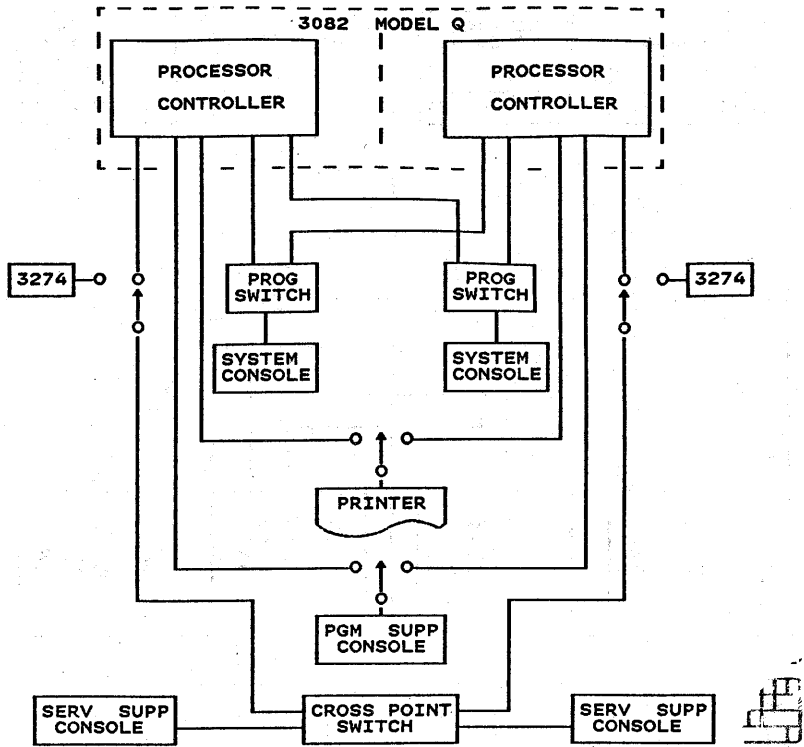 3082 MODEL Q
PROCESSOR
CONTROLLER
PROCESSOR
CONTROLLER
3274
PROG
SWITCH
PROG
SWITCH
3274
SYSTEM
CONSOLE
SYSTEM
CONSOLE
PRINTER
PGM SUPP
CONSOLE
SERV SUPP
CONSOLE
CROSS POINT
SWITCH
SERV SUPP
CONSOLE